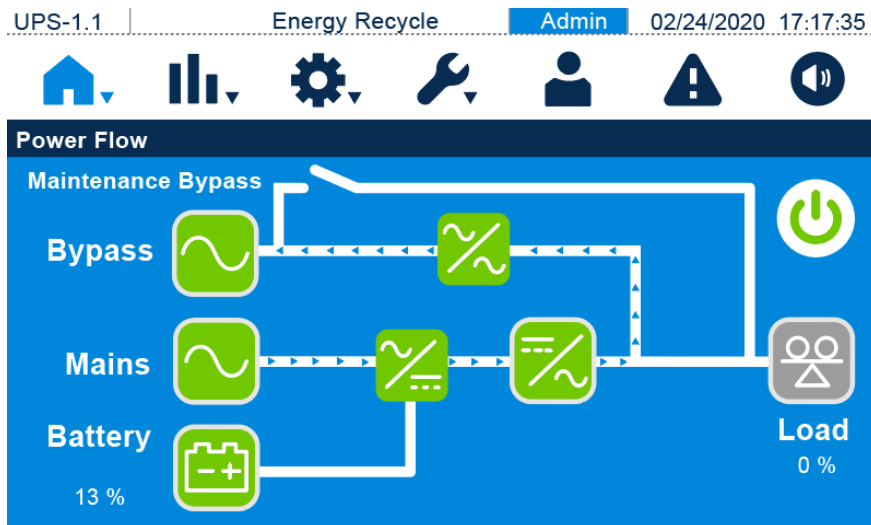 UPS-1.1 Energy Recycle Admin 02/24/2020 17:17:35
Power Flow
Maintenance Bypass
Bypass
Mains
Battery
13 %
Load
0 %